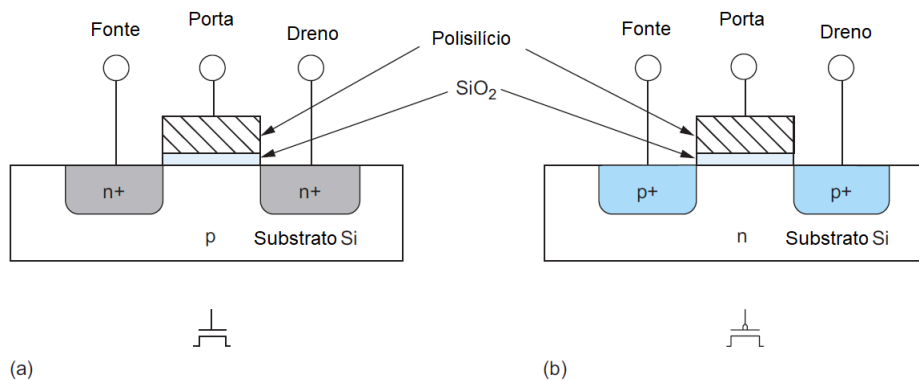 Fonte
Porta
Dreno
Polisilício
SiO2
Fonte
Porta
Dreno
n+
n+
p
Substrato Si
p+
p+
n
Substrato Si
(a)
(b)